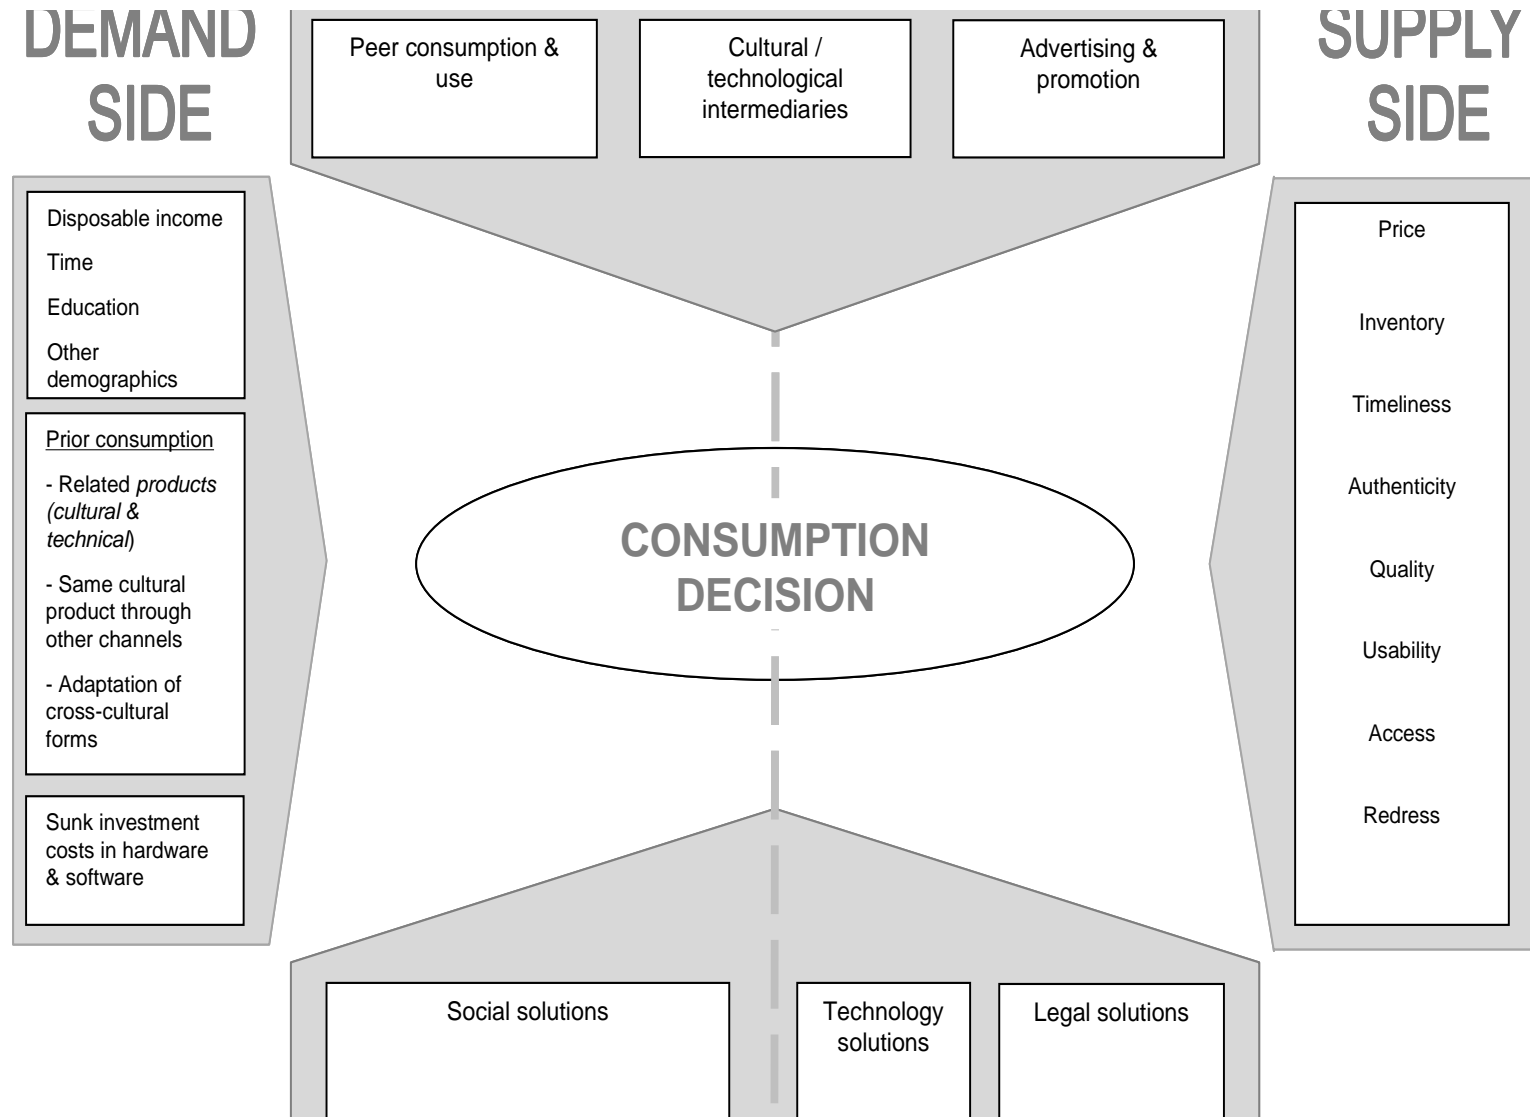 DEMAND
SIDE
Peer consumption &
use
Cultural /
technological
intermediaries
Advertising &
promotion
SUPPLY
SIDE
Disposable income
Time
Education
Other
demographics
Prior consumption
- Related products
(cultural &
technical)
- Same cultural
product through
other channels
- Adaptation of
cross-cultural
forms
Sunk investment
costs in hardware
& software
CONSUMPTION
DECISION
Price
Inventory
Timeliness
Authenticity
Quality
Usability
Access
Redress
Social solutions
Technology
solutions
Legal solutions